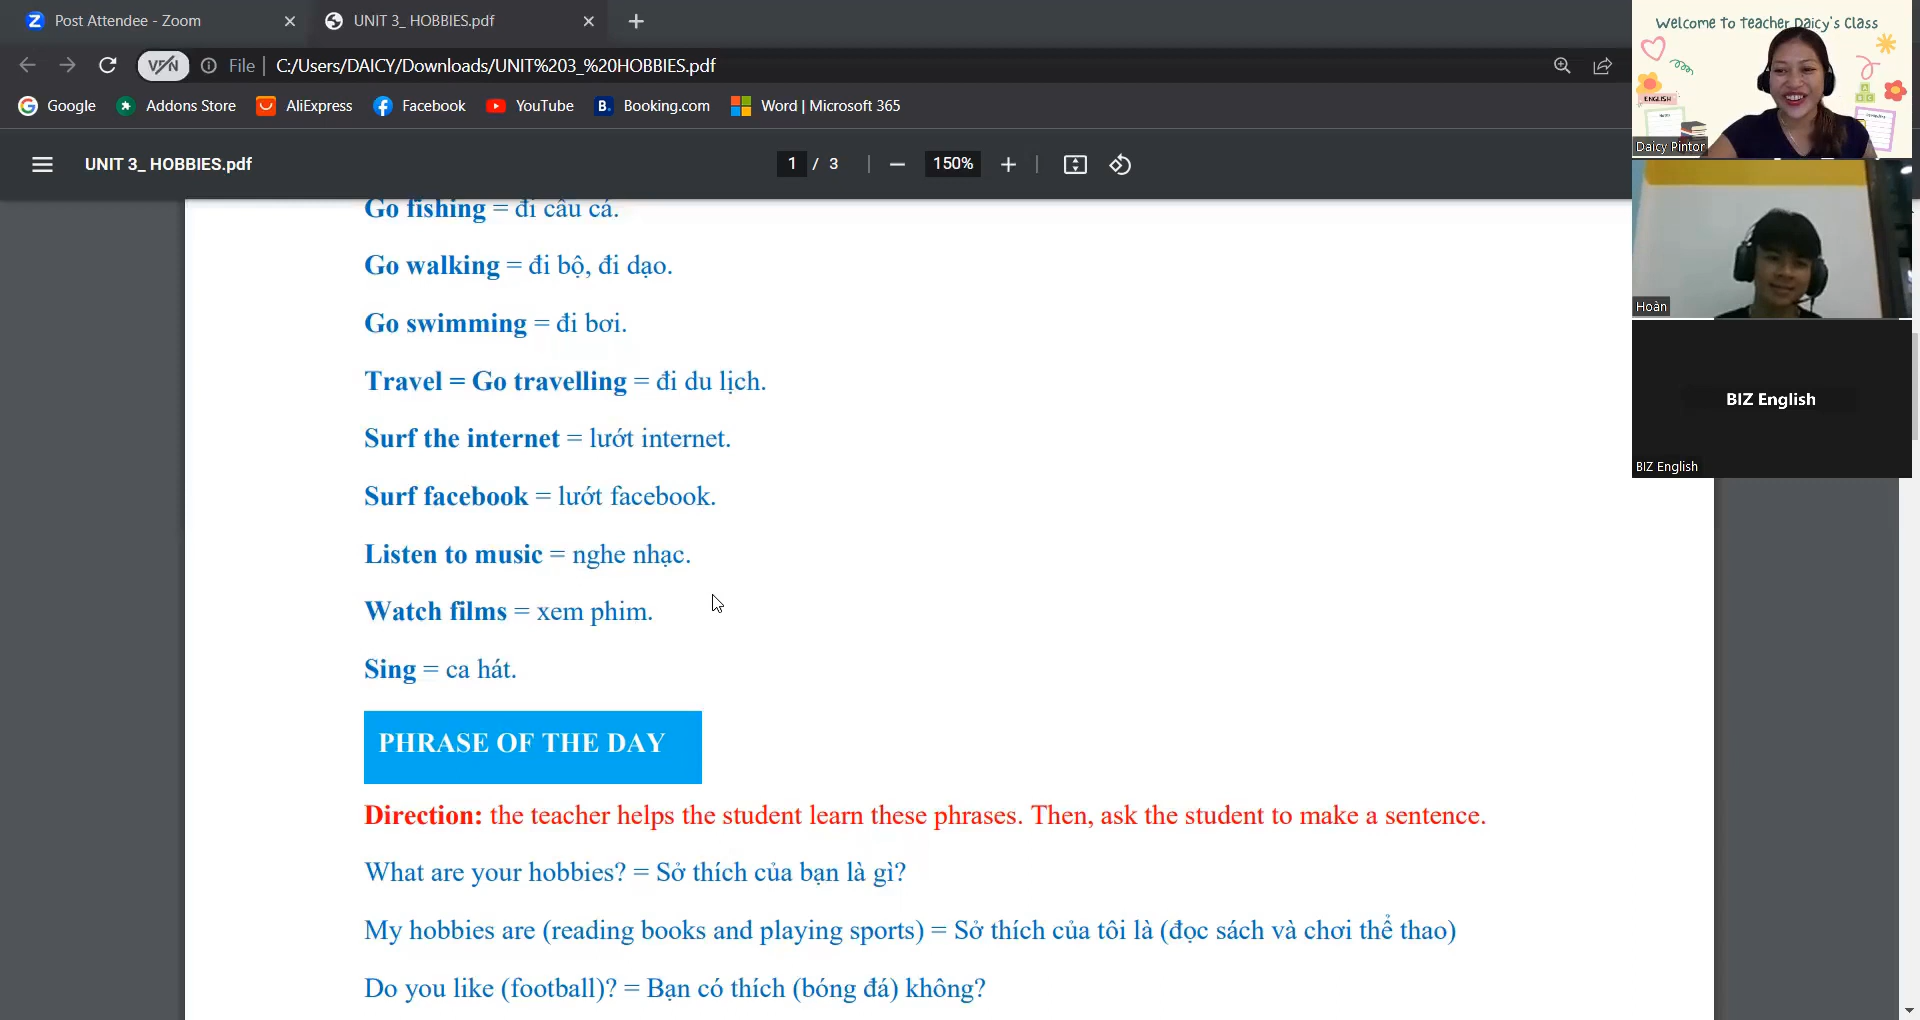 Post Attendee - Zoom
UNIT 3_ HOBBIES.pdf
VPN
File
C:/Users/DAICY/Downloads/UNIT%203_%20HOBBIES.pdf
Google
Addons Store
AliExpress
Facebook
YouTube
B. Booking.com
Word | Microsoft 365
UNIT 3_ HOBBIES.pdf
1 / 3
150%
Welcome to Teacher Daicy's Class
ENGLISH
Daicy Pintor
Hoàn
BIZ English
BIZ English
Go fishing = đi câu cá.
Go walking = đi bộ, đi dạo.
Go swimming = đi bơi.
Travel = Go travelling = đi du lịch.
Surf the internet = lướt internet.
Surf facebook = lướt facebook.
Listen to music = nghe nhạc.
Watch films = xem phim.
Sing = ca hát.
PHRASE OF THE DAY
Direction: the teacher helps the student learn these phrases. Then, ask the student to make a sentence.
What are your hobbies? = Sở thích của bạn là gì?
My hobbies are (reading books and playing sports) = Sở thích của tôi là (đọc sách và chơi thể thao)
Do you like (football)? = Bạn có thích (bóng đá) không?